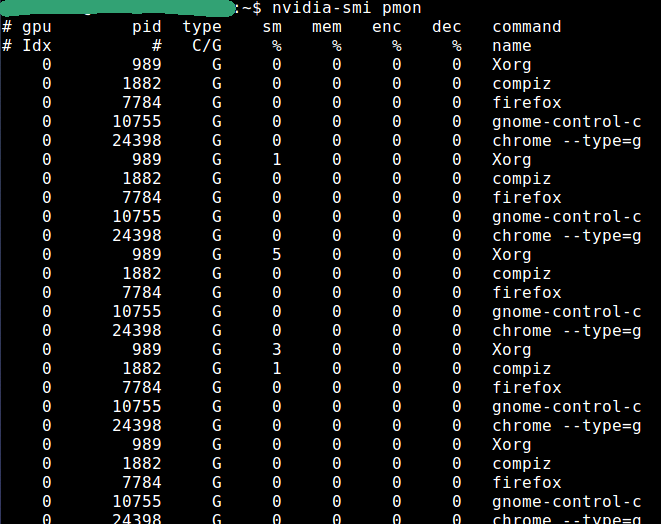 :~$ nvidia-smi pmon
# gpu pid type sm mem enc dec command
# Idx # C/G % % % % name
0 989 G 0 0 0 0 Xorg
0 1882 G 0 0 0 0 compiz
0 7784 G 0 0 0 0 firefox
0 10755 G 0 0 0 0 gnome-control-c
0 24398 G 0 0 0 0 chrome --type=g
0 989 G 1 0 0 0 Xorg
0 1882 G 0 0 0 0 compiz
0 7784 G 0 0 0 0 firefox
0 10755 G 0 0 0 0 gnome-control-c
0 24398 G 0 0 0 0 chrome --type=g
0 989 G 5 0 0 0 Xorg
0 1882 G 0 0 0 0 compiz
0 7784 G 0 0 0 0 firefox
0 10755 G 0 0 0 0 gnome-control-c
0 24398 G 0 0 0 0 chrome --type=g
0 989 G 3 0 0 0 Xorg
0 1882 G 1 0 0 0 compiz
0 7784 G 0 0 0 0 firefox
0 10755 G 0 0 0 0 gnome-control-c
0 24398 G 0 0 0 0 chrome --type=g
0 989 G 0 0 0 0 Xorg
0 1882 G 0 0 0 0 compiz
0 7784 G 0 0 0 0 firefox
0 10755 G 0 0 0 0 gnome-control-c
0 24398 G 0 0 0 0 chrome --type=g